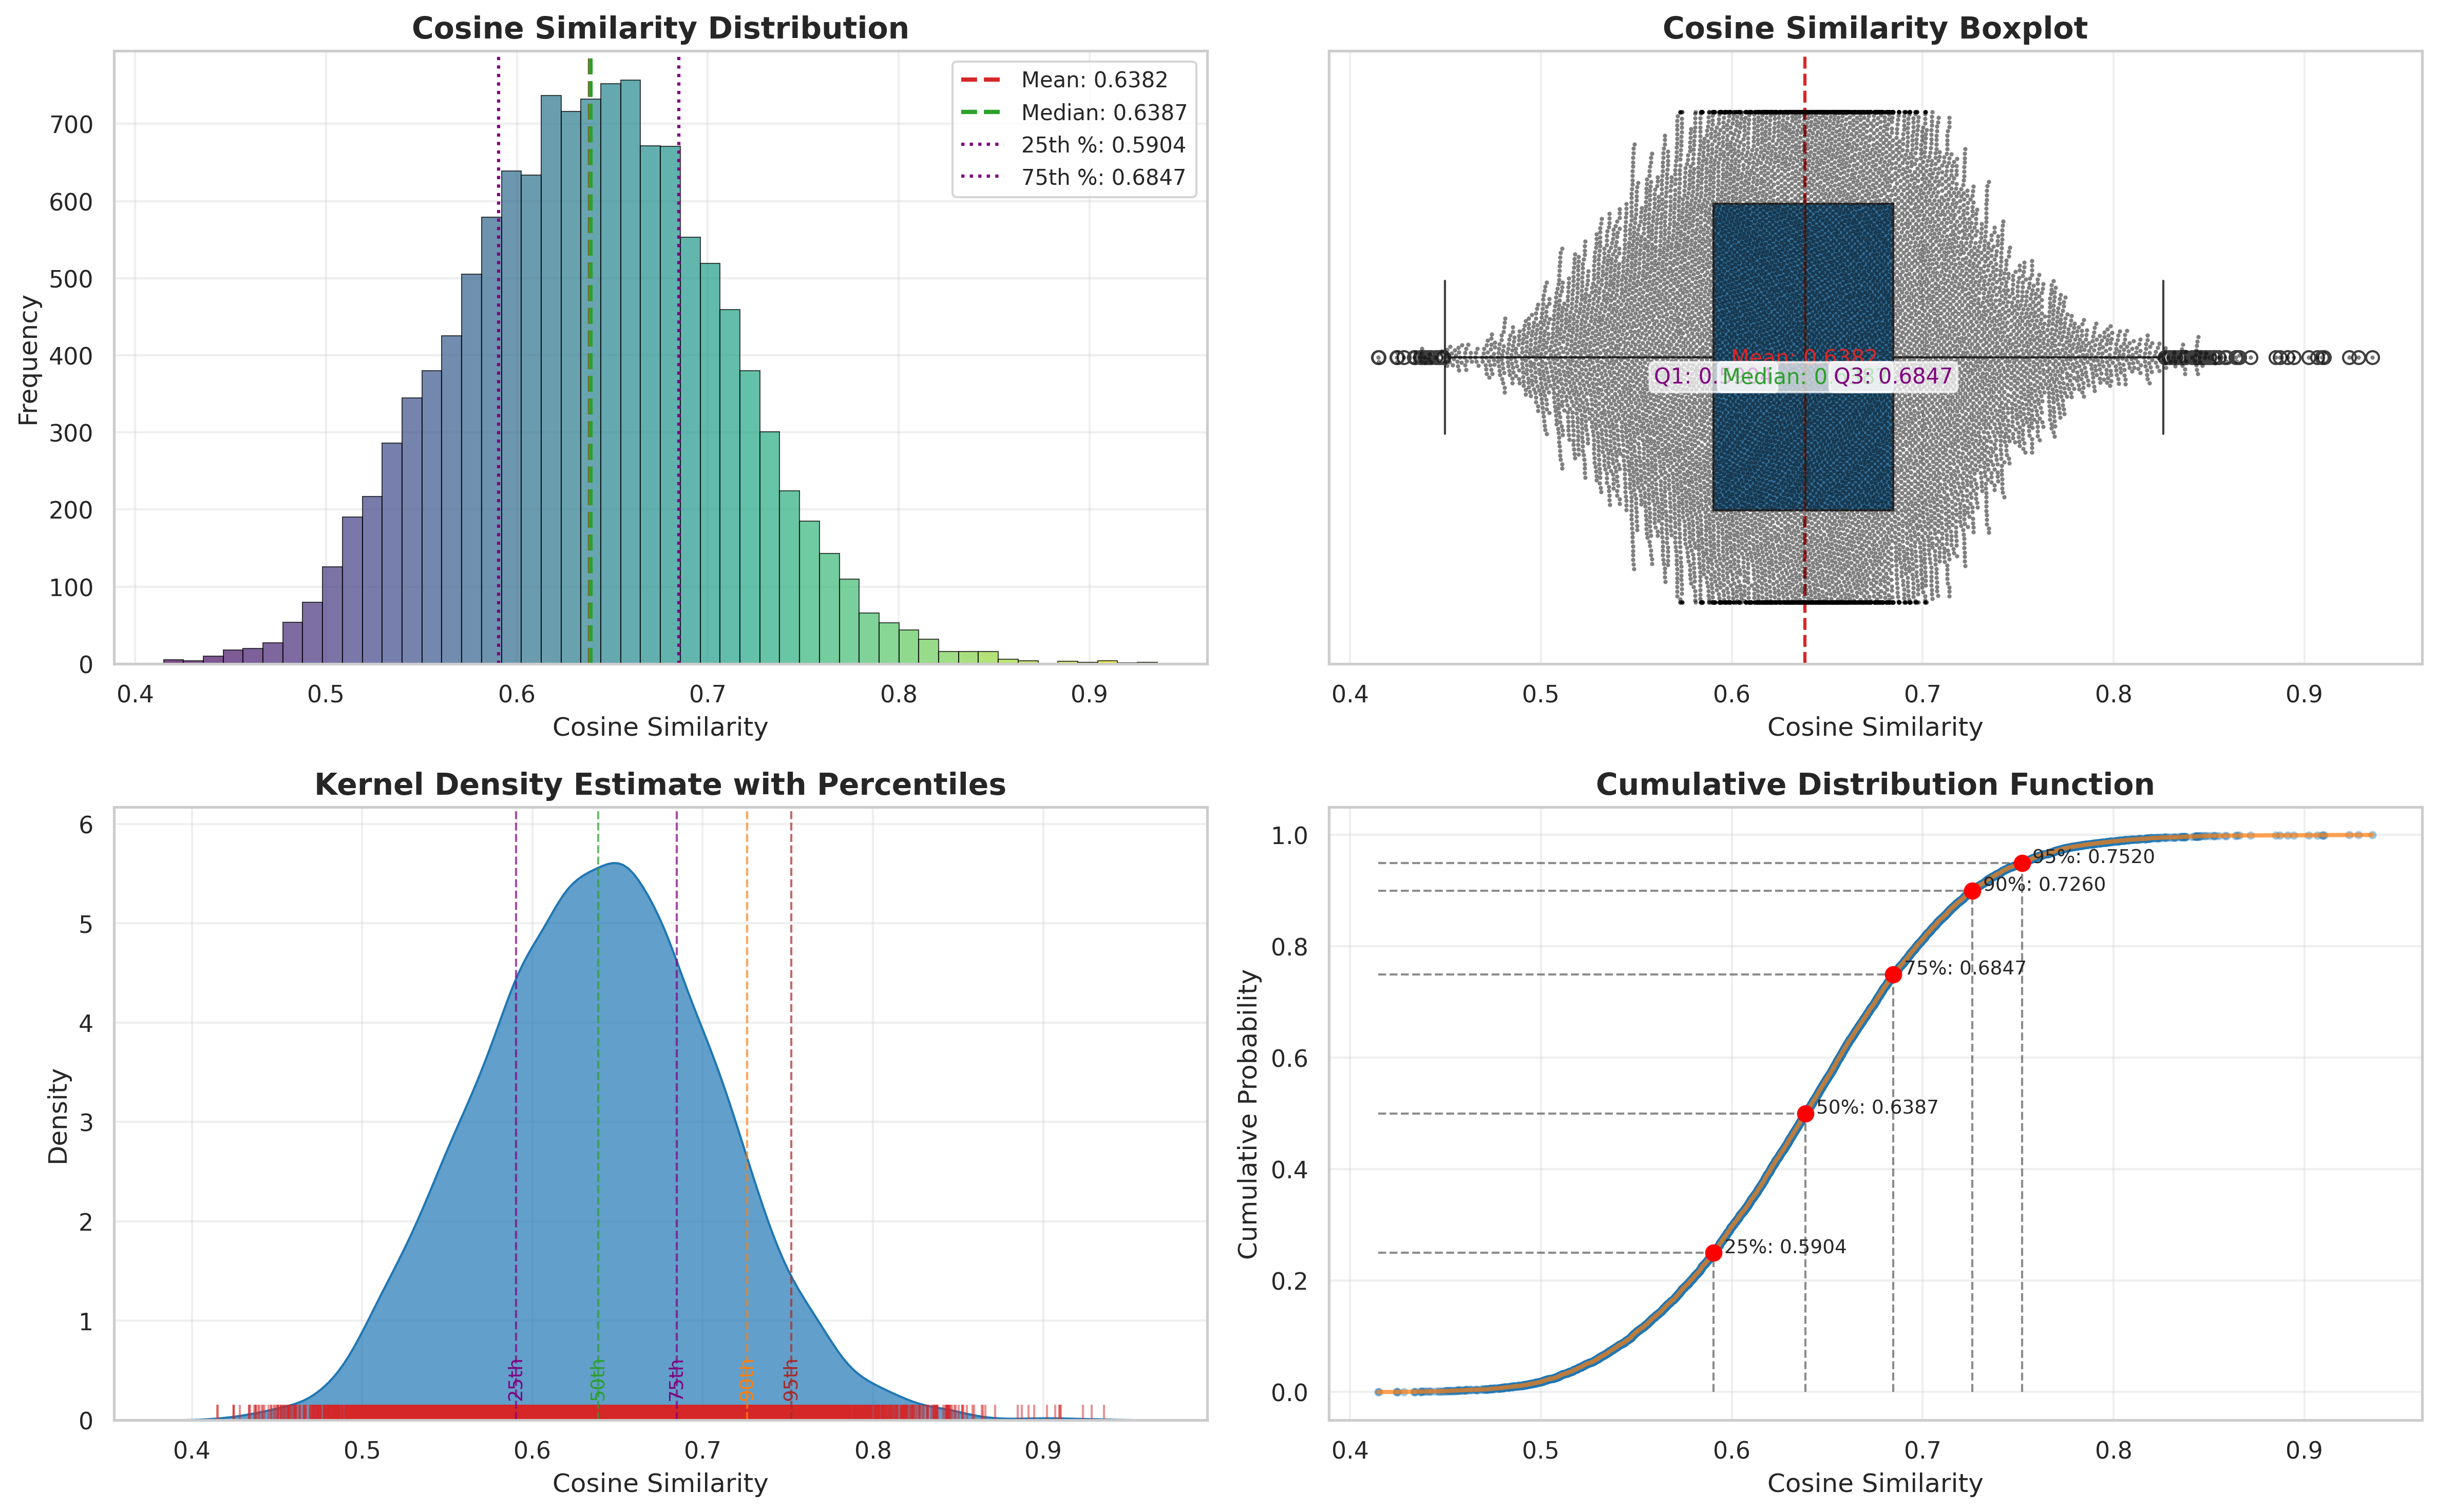 Cosine Similarity Distribution
Frequency
700
600
500
400
300
200
100
0
0.4 0.5 0.6 0.7 0.8 0.9
Cosine Similarity
Mean: 0.6382
Median: 0.6387
25th %: 0.5904
75th %: 0.6847
Cosine Similarity Boxplot
Mean: 0.6382
Q1: 0.5
Median: 0
Q3: 0.6847
0.4 0.5 0.6 0.7 0.8 0.9
Cosine Similarity
Kernel Density Estimate with Percentiles
Density
6
5
4
3
2
1
0
25th
50th
75th
90th
95th
0.4 0.5 0.6 0.7 0.8 0.9
Cosine Similarity
Cumulative Distribution Function
Cumulative Probability
1.0
0.8
0.6
0.4
0.2
0.0
95%: 0.7520
90%: 0.7260
75%: 0.6847
50%: 0.6387
25%: 0.5904
0.4 0.5 0.6 0.7 0.8 0.9
Cosine Similarity